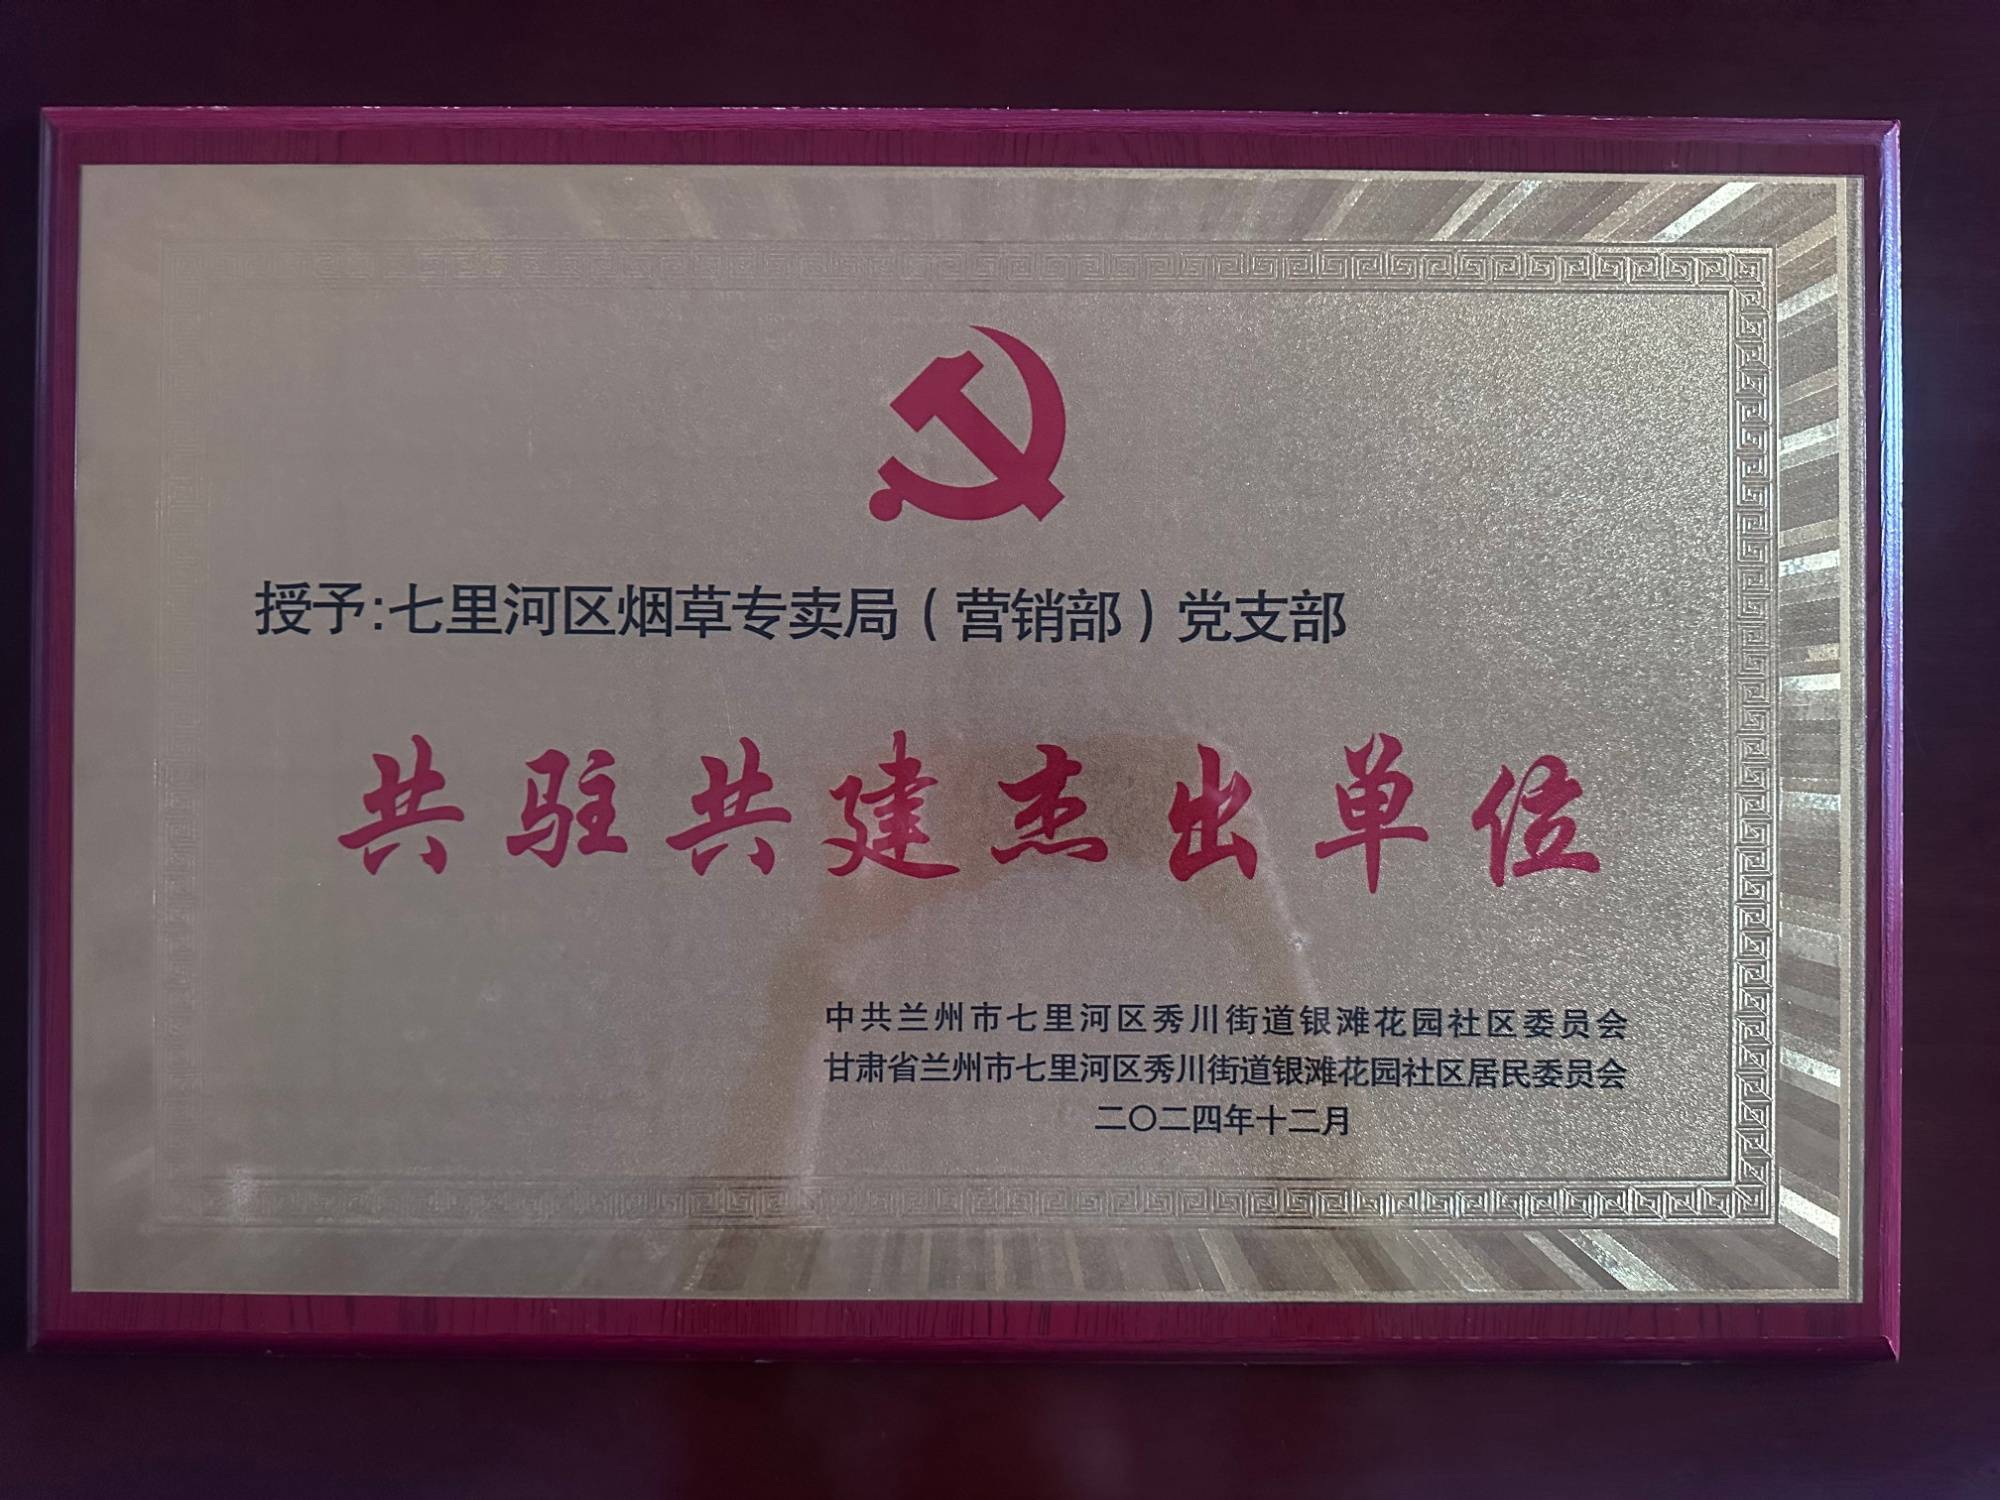 授予:七里河区烟草专卖局（营销部）党支部
共驻共建杰出单位
中共兰州市七里河区秀川街道银滩花园社区委员会
甘肃省兰州市七里河区秀川街道银滩花园社区居民委员会
二〇二四年十二月